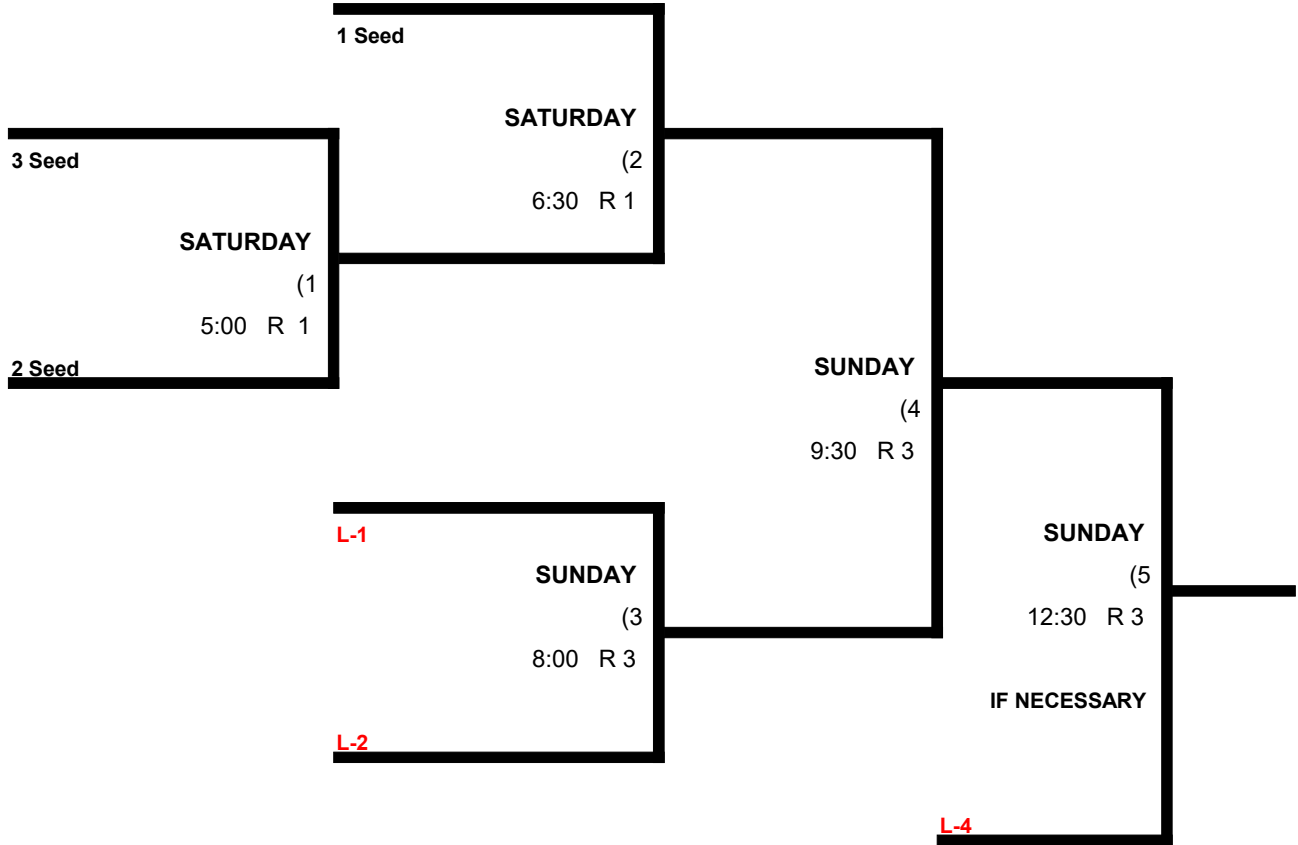 1 Seed
SATURDAY
(2
6:30 R 1
3 Seed
SATURDAY
(1
5:00 R 1
2 Seed
SUNDAY
(4
9:30 R 3
L-1
SUNDAY
(3
8:00 R 3
L-2
SUNDAY
(5
12:30 R 3
IF NECESSARY
L-4